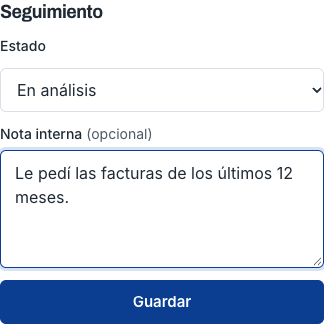 Seguimiento
Estado
En análisis
Nota interna (opcional)
Le pedí las facturas de los últimos 12
meses.
Guardar